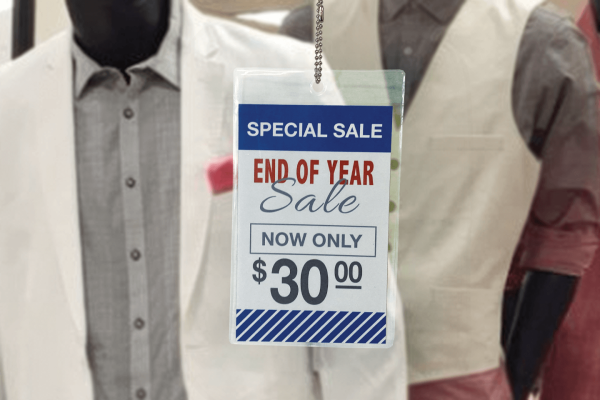 SPECIAL SALE
END OF YEAR
Sale
NOW ONLY
$30 00